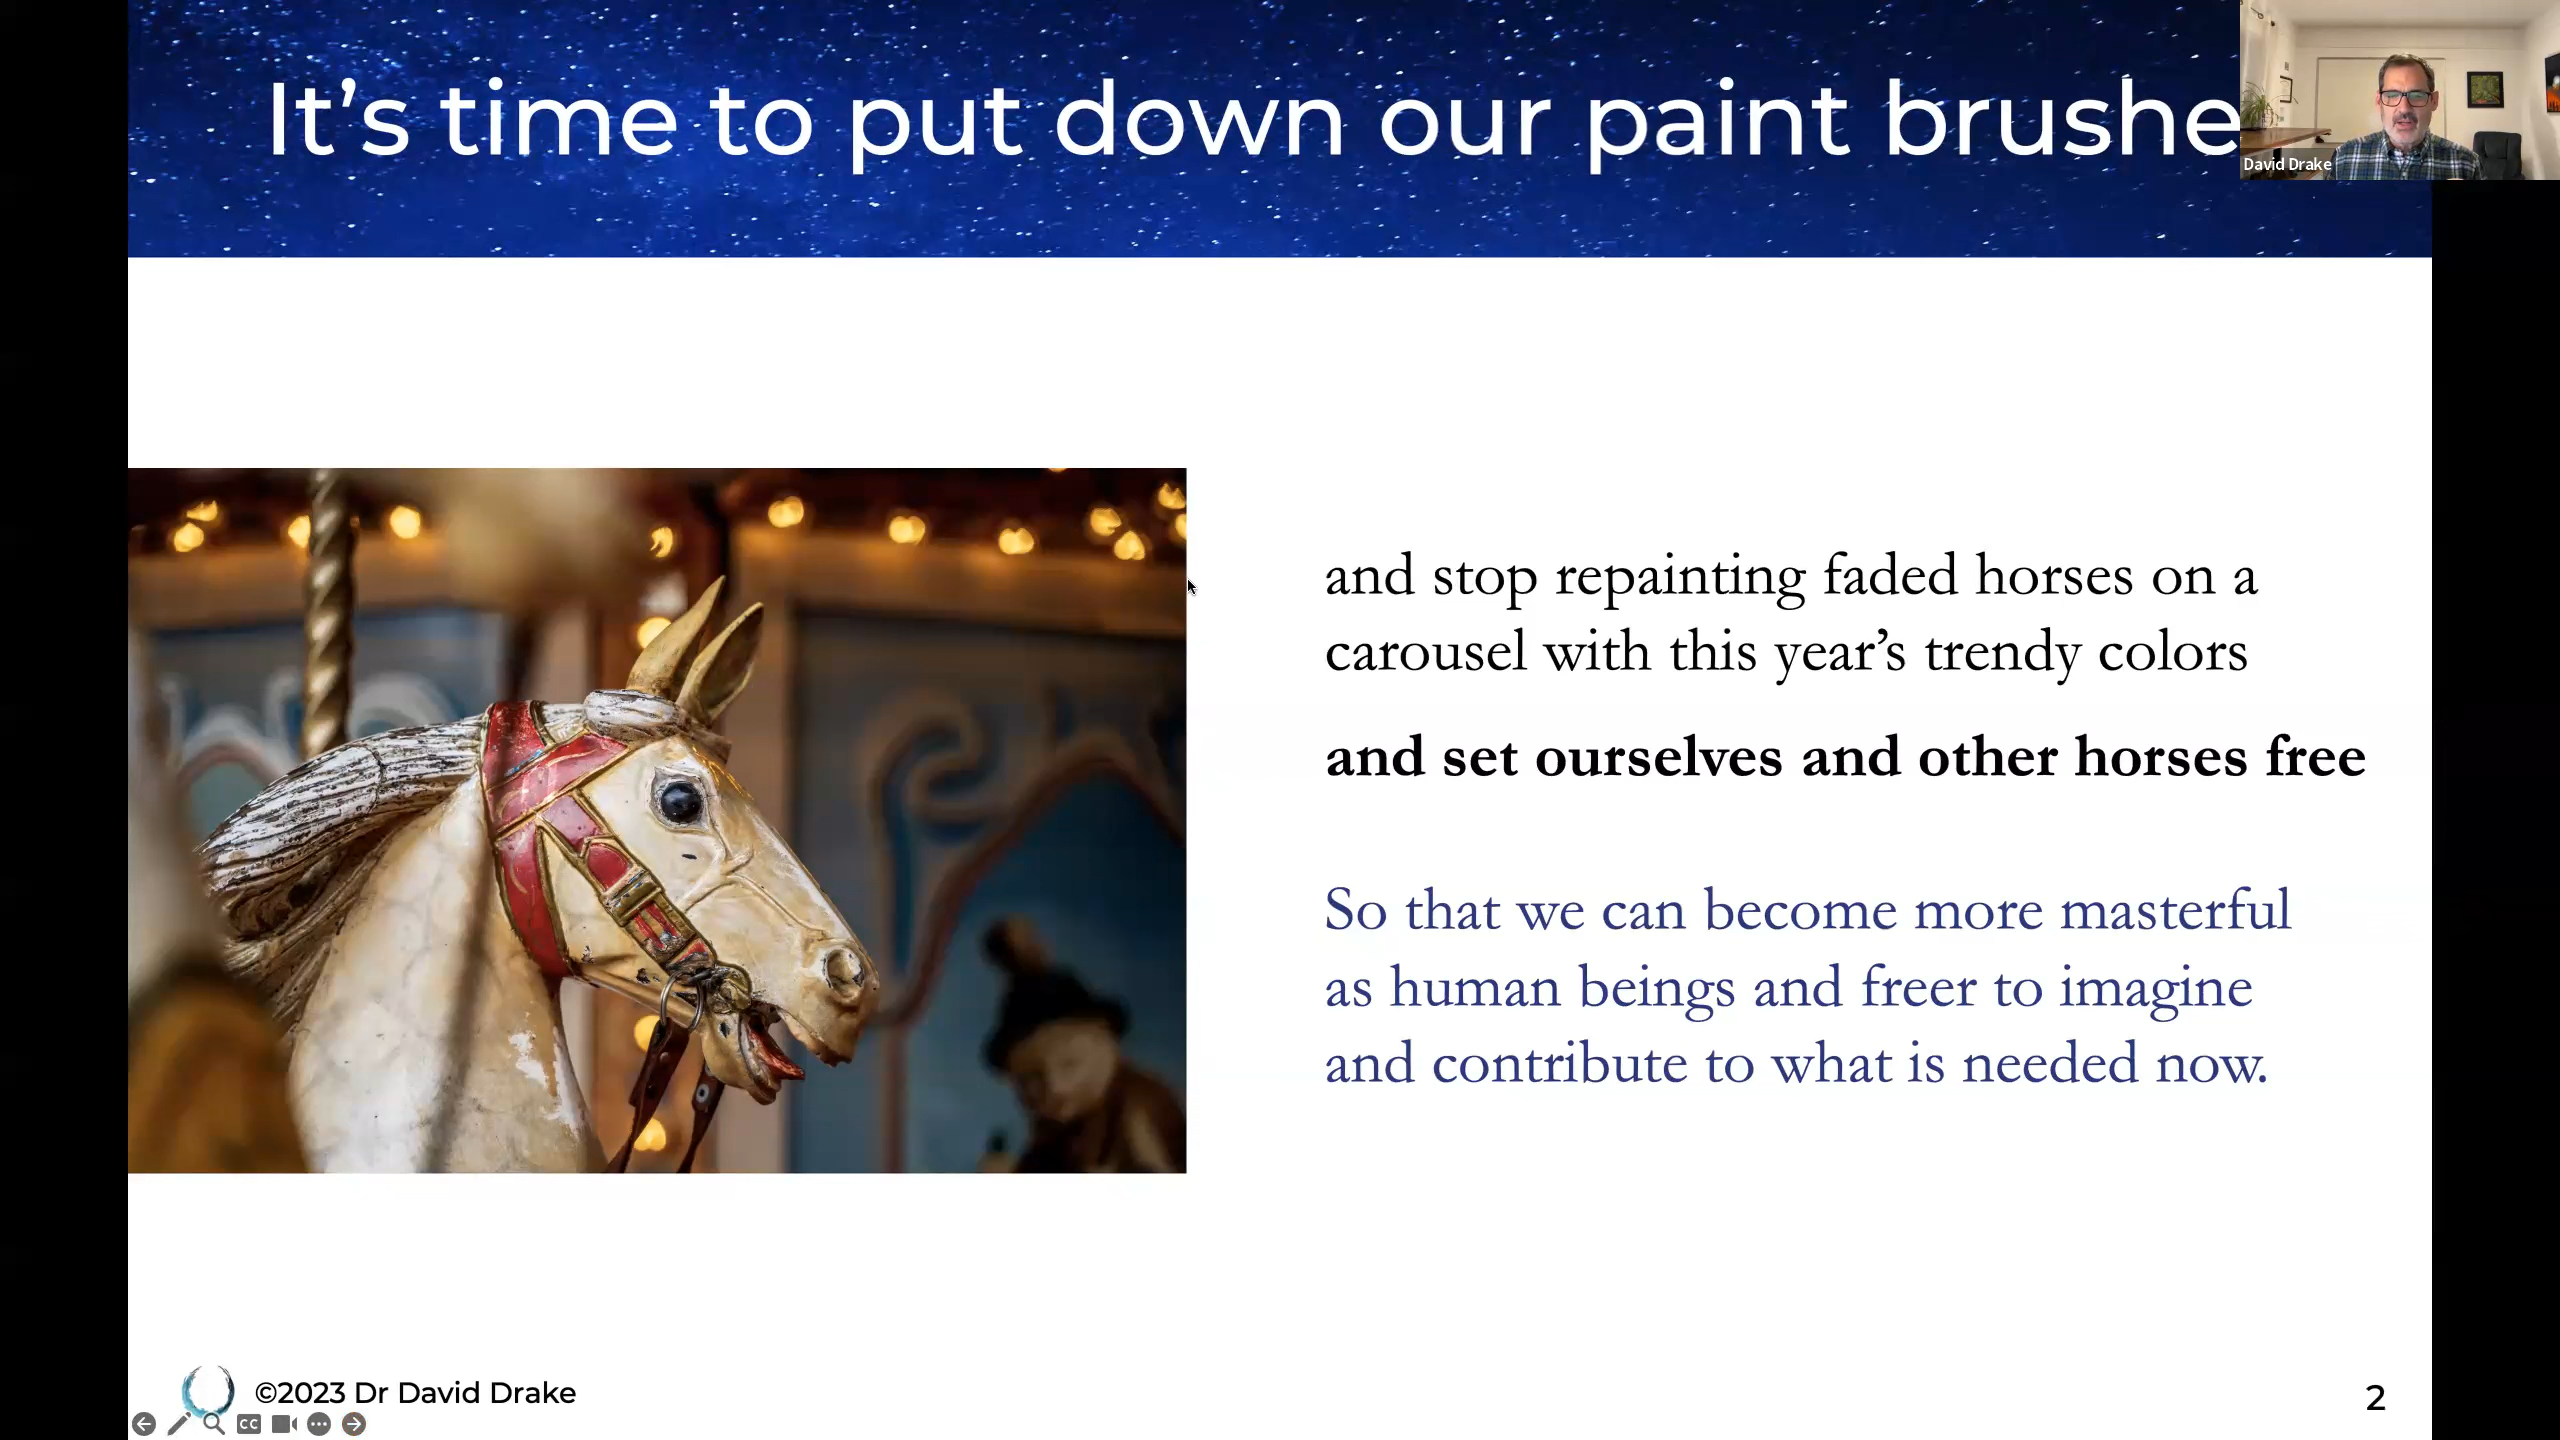 It's time to put down our paint brushe
David Drake
and stop repainting faded horses on a
carousel with this year's trendy colors
and set ourselves and other horses free
So that we can become more masterful
as human beings and freer to imagine
and contribute to what is needed now.
©2023 Dr David Drake
CC
2